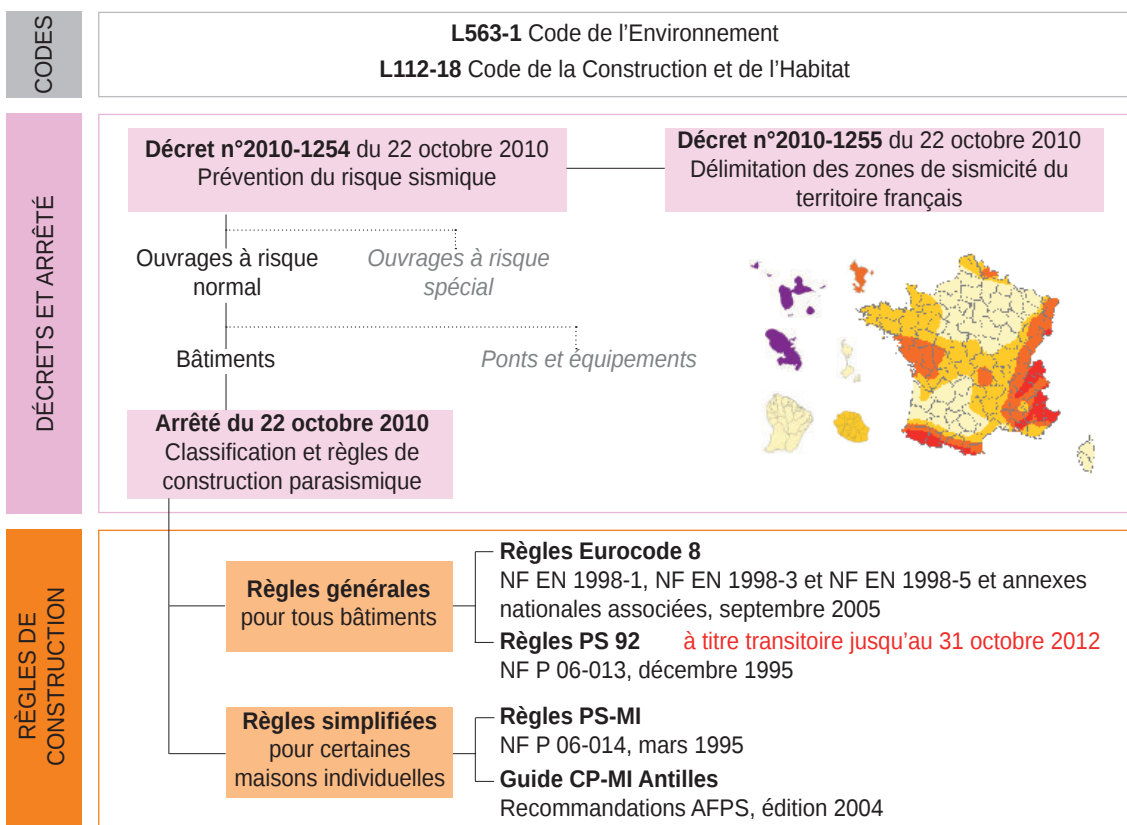 CODES
L563-1 Code de l'Environnement
L112-18 Code de la Construction et de l'Habitat
DÉCRETS ET ARRÊTÉ
Décret n°2010-1254 du 22 octobre 2010
Prévention du risque sismique
Décret n°2010-1255 du 22 octobre 2010
Délimitation des zones de sismicité du
territoire français
Ouvrages à risque
normal
Ouvrages à risque
spécial
Bâtiments
Ponts et équipements
Arrêté du 22 octobre 2010
Classification et règles de
construction parasismique
RÈGLES DE
CONSTRUCTION
Règles générales
pour tous bâtiments
Règles Eurocode 8
NF EN 1998-1, NF EN 1998-3 et NF EN 1998-5 et annexes
nationales associées, septembre 2005
Règles PS 92 à titre transitoire jusqu'au 31 octobre 2012
NF P 06-013, décembre 1995
Règles simplifiées
pour certaines
maisons individuelles
Règles PS-MI
NF P 06-014, mars 1995
Guide CP-MI Antilles
Recommandations AFPS, édition 2004